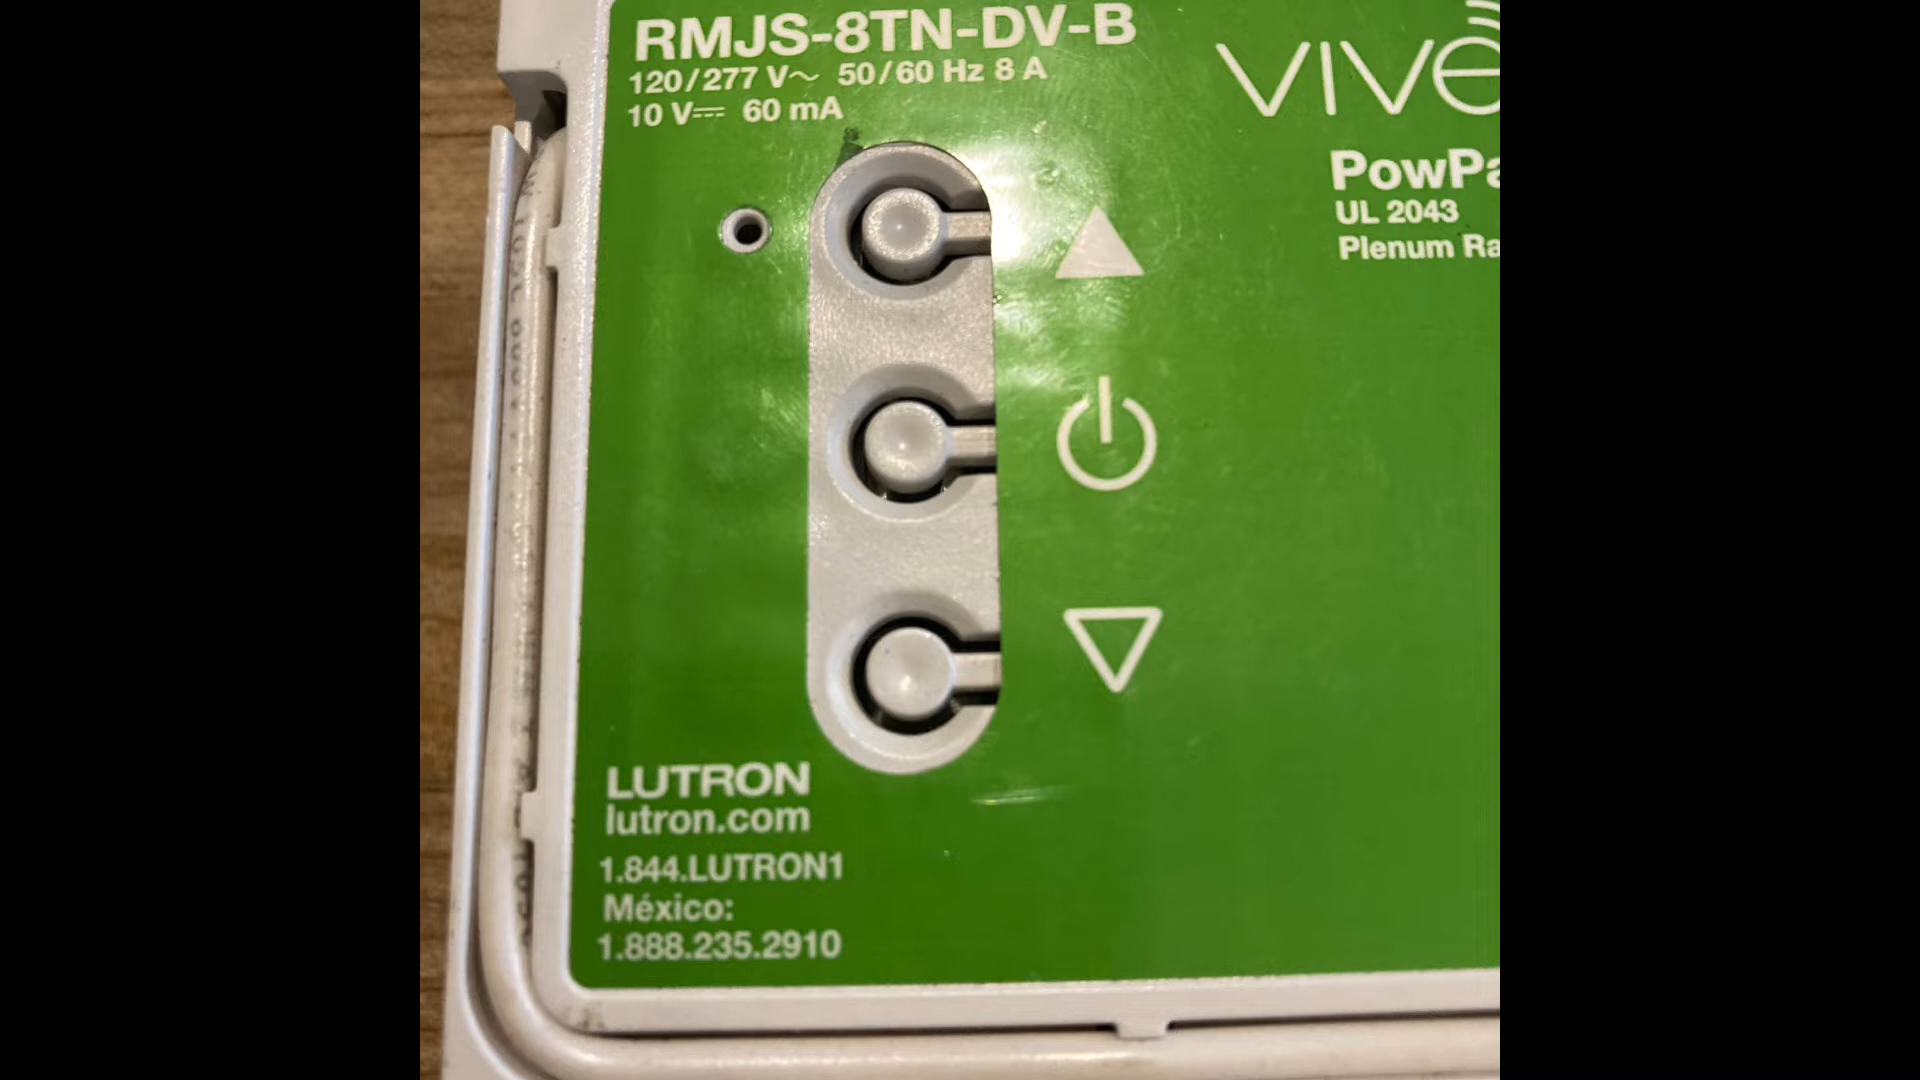 RMJS-8TN-DV-B
120/277 V~ 50/60 Hz 8 A
10 V⎓ 60 mA
vive
PowPa
UL 2043
Plenum Ra
LUTRON
lutron.com
1.844.LUTRON1
México:
1.888.235.2910